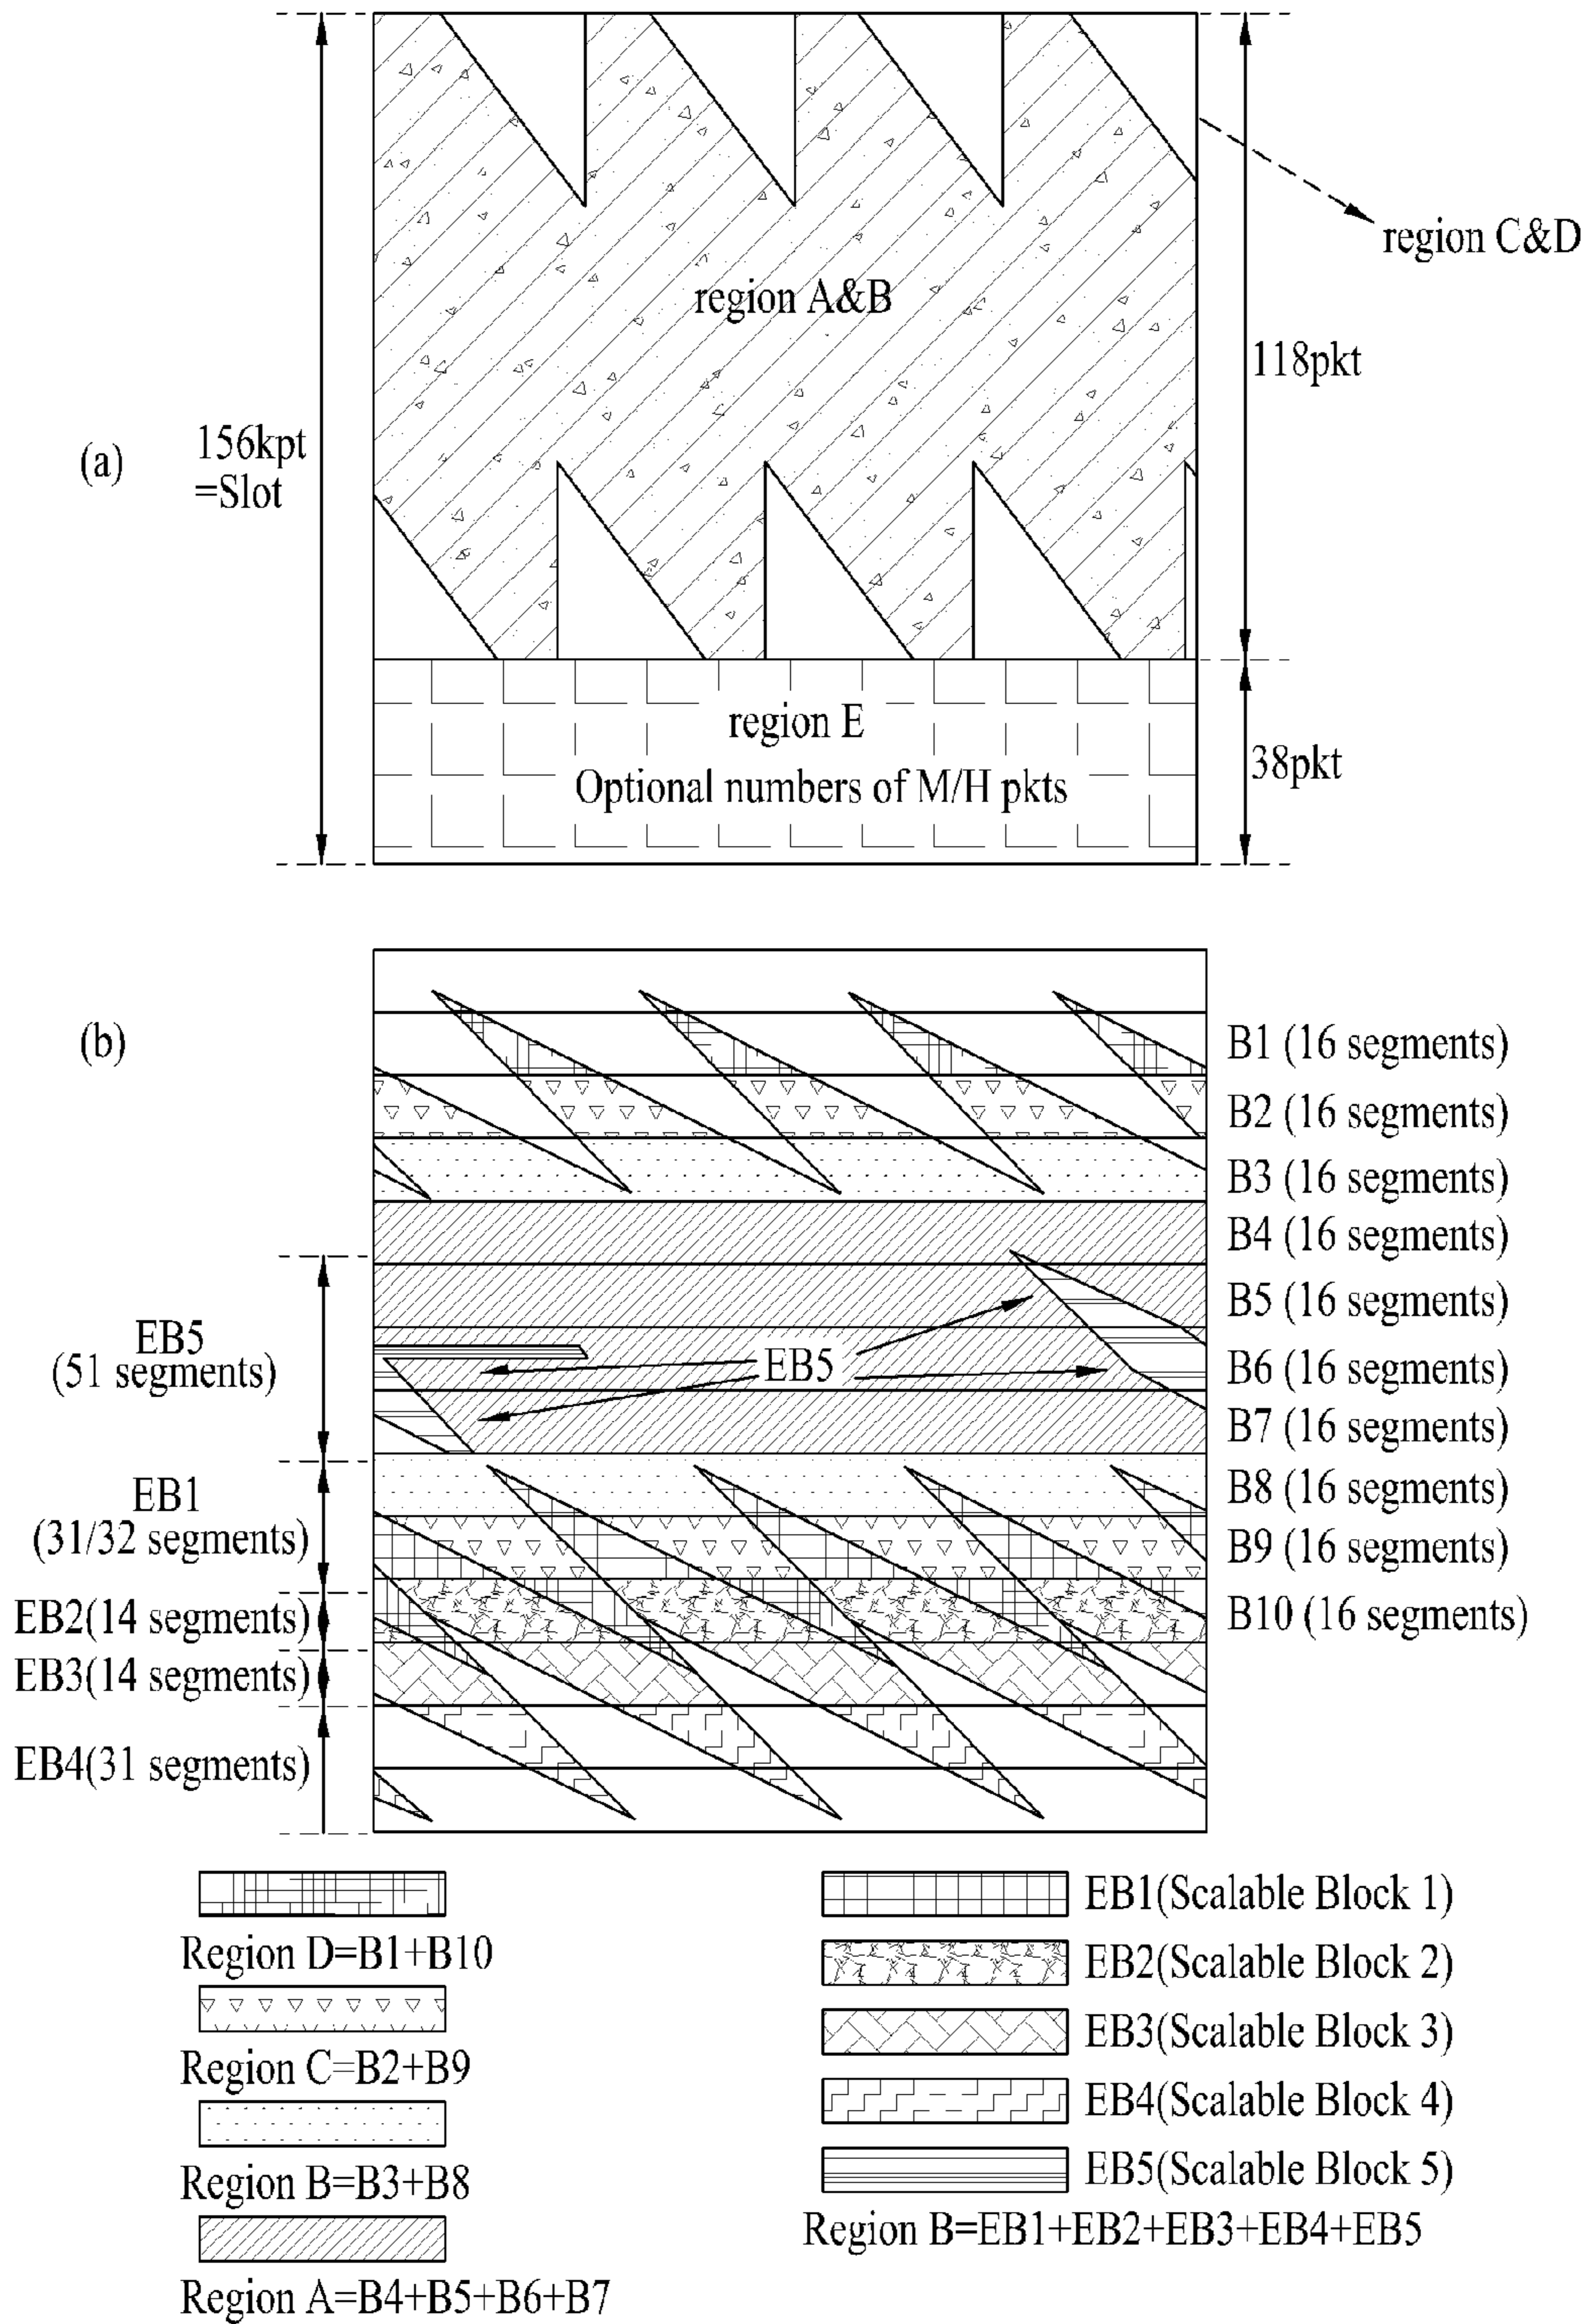 region C&D
region A&B
118pkt
(a)
156kpt
=Slot
region E
Optional numbers of M/H pkts
38pkt
(b)
B1 (16 segments)
B2 (16 segments)
B3 (16 segments)
B4 (16 segments)
B5 (16 segments)
EB5
(51 segments)
EB5
B6 (16 segments)
B7 (16 segments)
B8 (16 segments)
EB1
(31/32 segments)
B9 (16 segments)
EB2(14 segments)
B10 (16 segments)
EB3(14 segments)
EB4(31 segments)
Region D=B1+B10
Region C=B2+B9
Region B=B3+B8
Region A=B4+B5+B6+B7
EB1(Scalable Block 1)
EB2(Scalable Block 2)
EB3(Scalable Block 3)
EB4(Scalable Block 4)
EB5(Scalable Block 5)
Region B=EB1+EB2+EB3+EB4+EB5